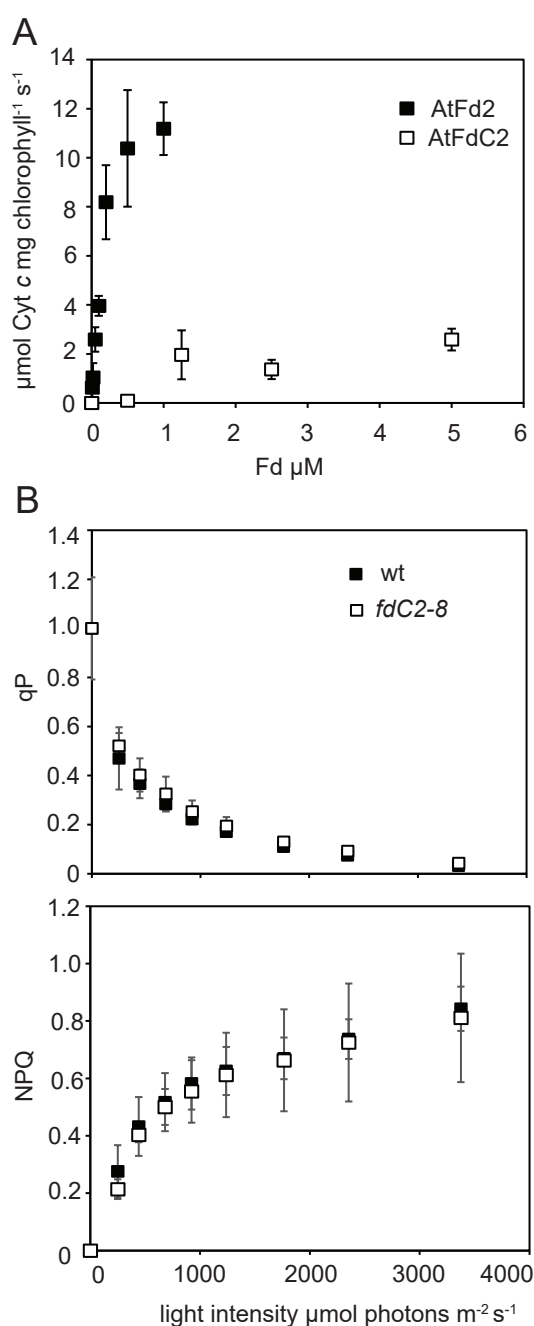 A
μmol Cyt c mg chlorophyll⁻¹ s⁻¹
14
12
10
8
6
4
2
0
AtFd2
AtFdC2
0 1 2 3 4 5 6
Fd μM
B
qP
1.4
1.2
1.0
0.8
0.6
0.4
0.2
0
wt
fdC2-8
NPQ
1.2
1.0
0.8
0.6
0.4
0.2
0
0 1000 2000 3000 4000
light intensity μmol photons m⁻² s⁻¹